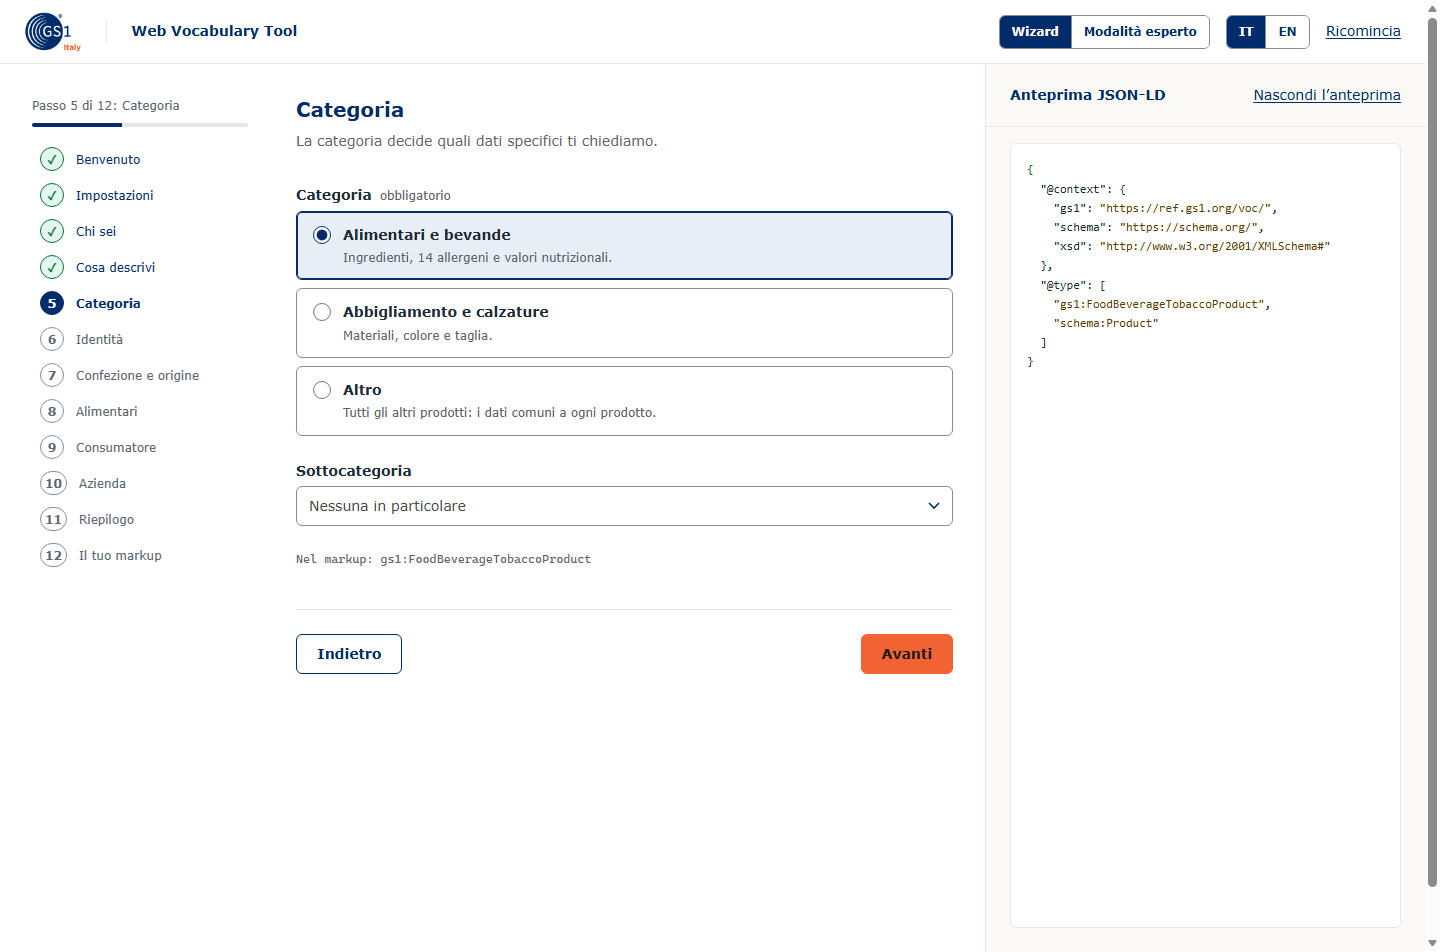 GS1
Italy
Web Vocabulary Tool
Wizard
Modalità esperto
IT
EN
Ricomincia
Passo 5 di 12: Categoria
✓ Benvenuto
✓ Impostazioni
✓ Chi sei
✓ Cosa descrivi
5 Categoria
6 Identità
7 Confezione e origine
8 Alimentari
9 Consumatore
10 Azienda
11 Riepilogo
12 Il tuo markup
Categoria
La categoria decide quali dati specifici ti chiediamo.
Categoria obbligatorio
Alimentari e bevande
Ingredienti, 14 allergeni e valori nutrizionali.
Abbigliamento e calzature
Materiali, colore e taglia.
Altro
Tutti gli altri prodotti: i dati comuni a ogni prodotto.
Sottocategoria
Nessuna in particolare
Nel markup: gs1:FoodBeverageTobaccoProduct
Indietro
Avanti
Anteprima JSON-LD
Nascondi l’anteprima
{
  "@context": {
    "gs1": "https://ref.gs1.org/voc/",
    "schema": "https://schema.org/",
    "xsd": "http://www.w3.org/2001/XMLSchema#"
  },
  "@type": [
    "gs1:FoodBeverageTobaccoProduct",
    "schema:Product"
  ]
}